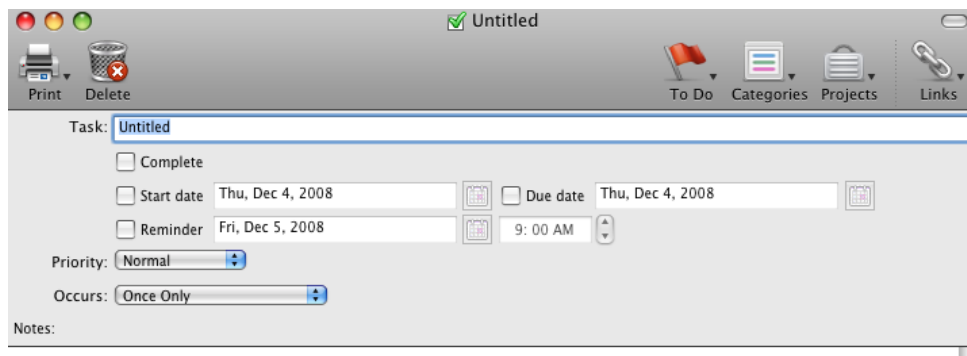 Untitled
Print Delete To Do Categories Projects Links
Task: Untitled
Complete
Start date Thu, Dec 4, 2008 Due date Thu, Dec 4, 2008
Reminder Fri, Dec 5, 2008 9: 00 AM
Priority: Normal
Occurs: Once Only
Notes: